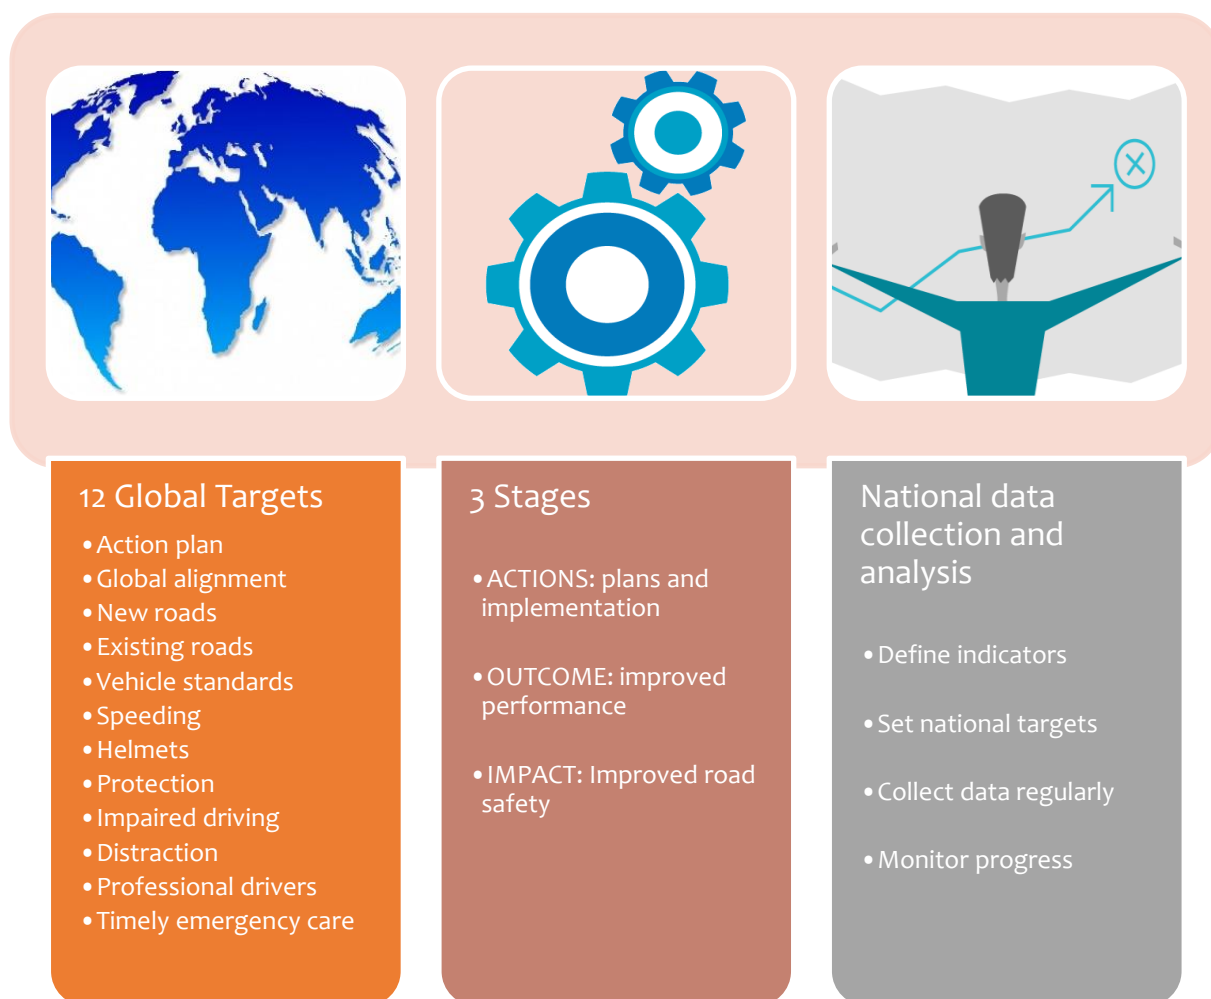 12 Global Targets
•Action plan
•Global alignment
•New roads
•Existing roads
•Vehicle standards
•Speeding
•Helmets
•Protection
•Impaired driving
•Distraction
•Professional drivers
•Timely emergency care
3 Stages
•ACTIONS: plans and
implementation
•OUTCOME: improved
performance
•IMPACT: Improved road
safety
National data
collection and
analysis
•Define indicators
•Set national targets
•Collect data regularly
•Monitor progress